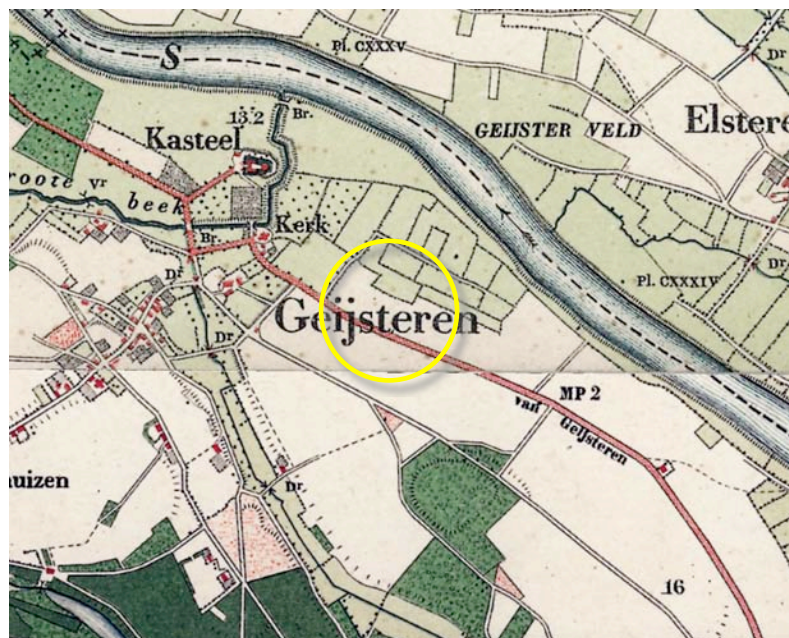 S
Pl. CXXXV
Dr
13.2
Br.
Kasteel
GEIJSTER VELD
Elstere
roote
Vr
beek
Kerk
Br.
Dr
Dr
Pl. CXXXIV
Geijsteren
Dr
MP 2
van Geijsteren
uizen
Dr
16